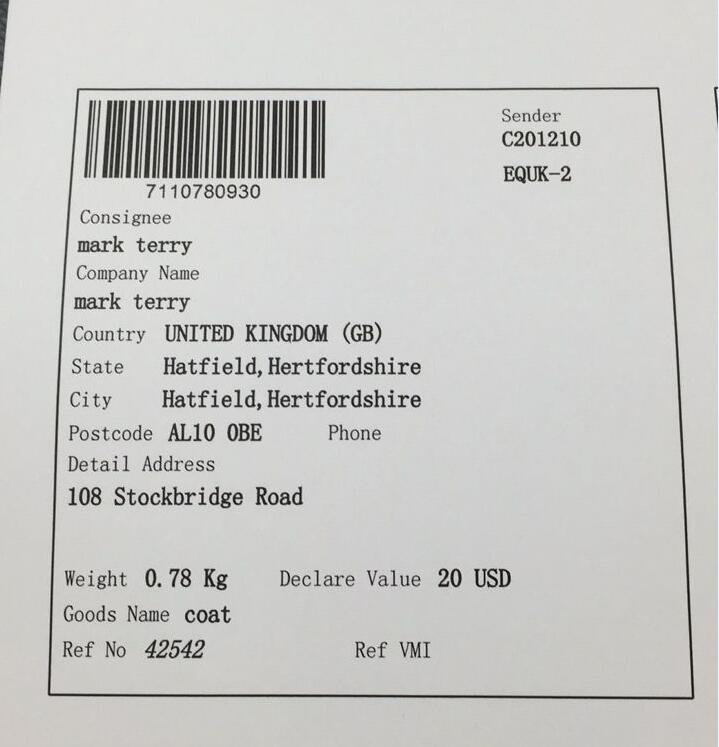 Sender
C201210
EQUK-2
7110780930
Consignee
mark terry
Company Name
mark terry
Country UNITED KINGDOM (GB)
State Hatfield,Hertfordshire
City Hatfield,Hertfordshire
Postcode AL10 0BE Phone
Detail Address
108 Stockbridge Road
Weight 0.78 Kg Declare Value 20 USD
Goods Name coat
Ref No 42542 Ref VMI